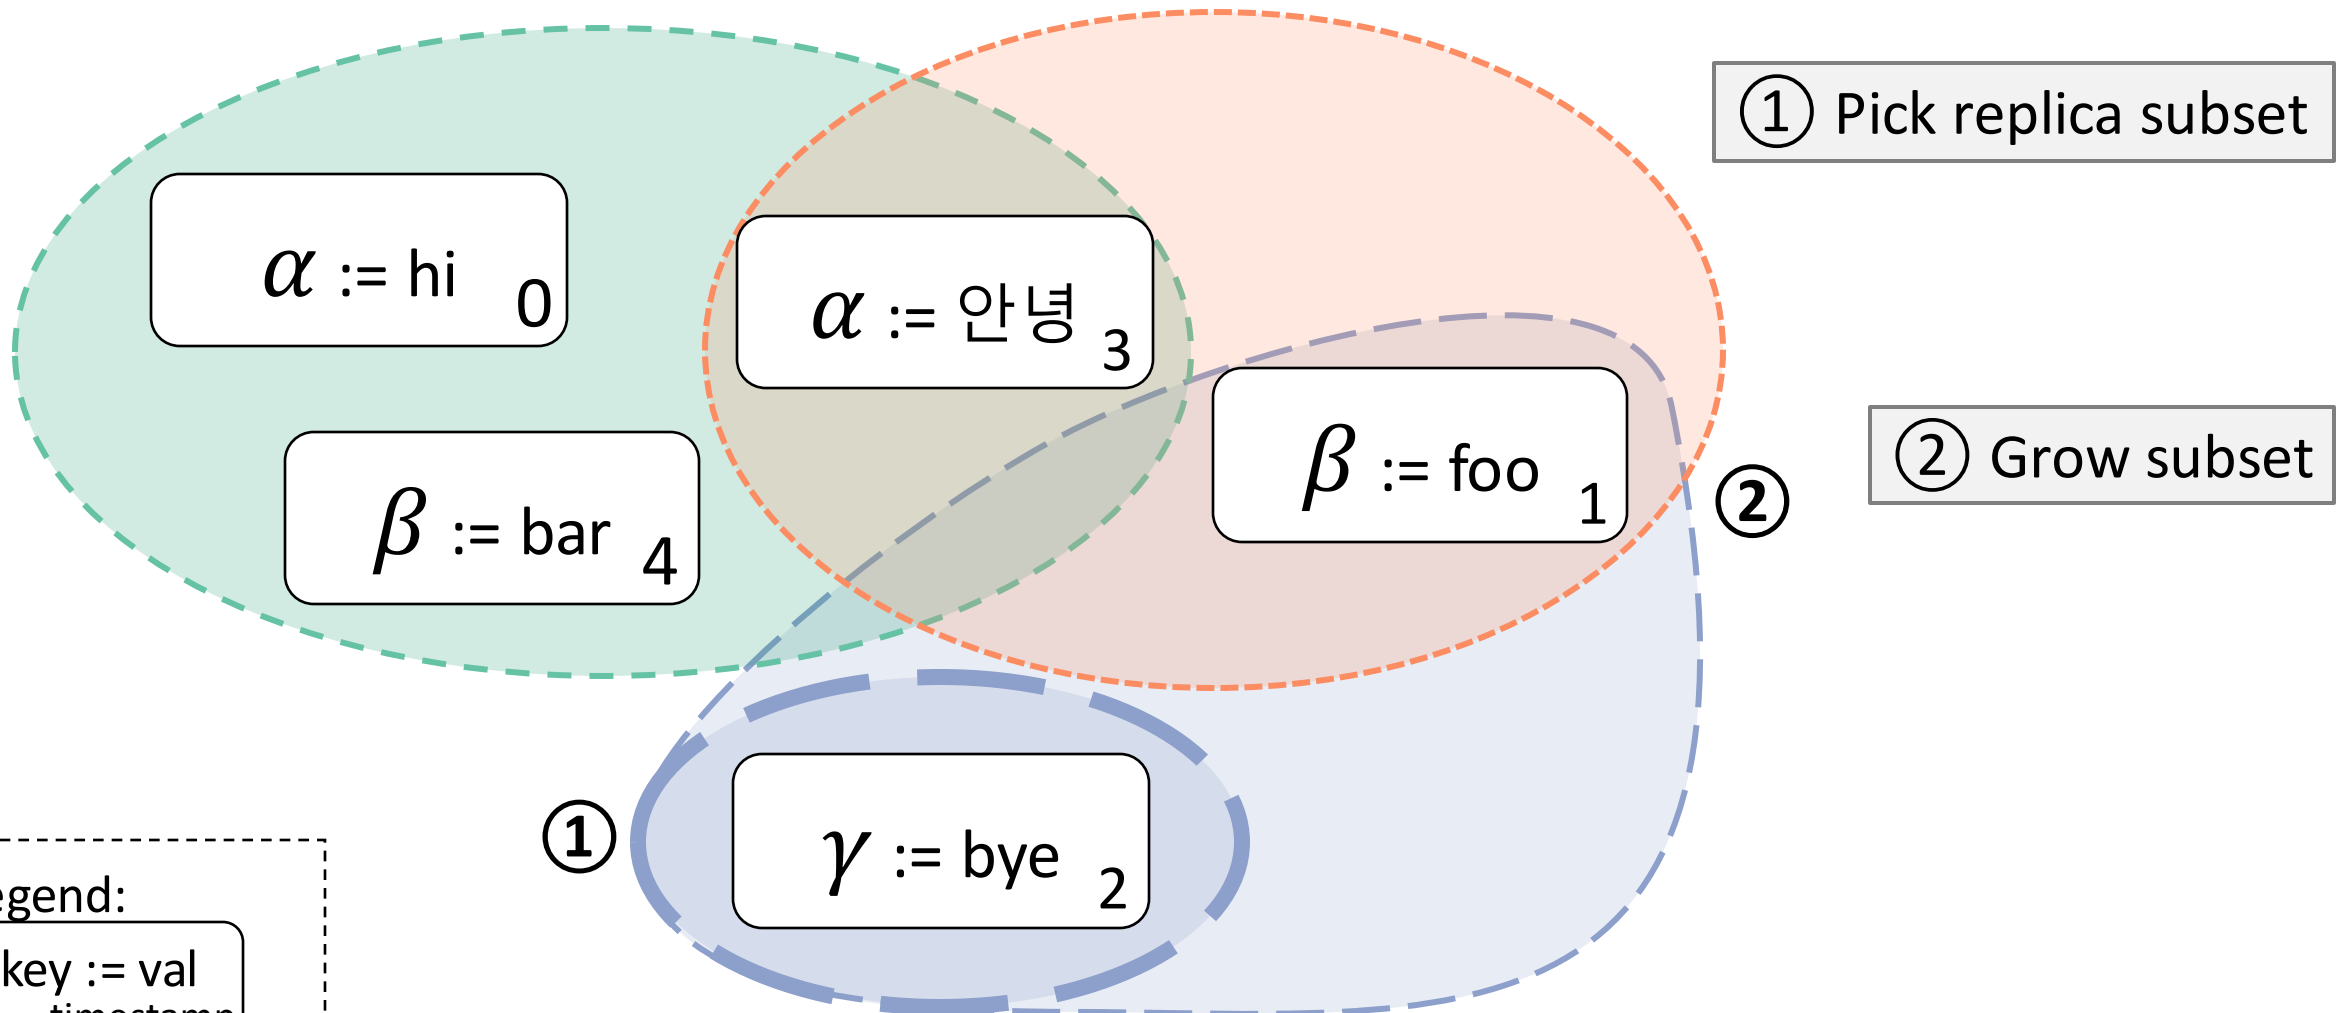 ① Pick replica subset
α := hi 0
α := 안녕 3
β := foo 1
② Grow subset
②
β := bar 4
①
γ := bye 2
egend:
key := val
timestamp